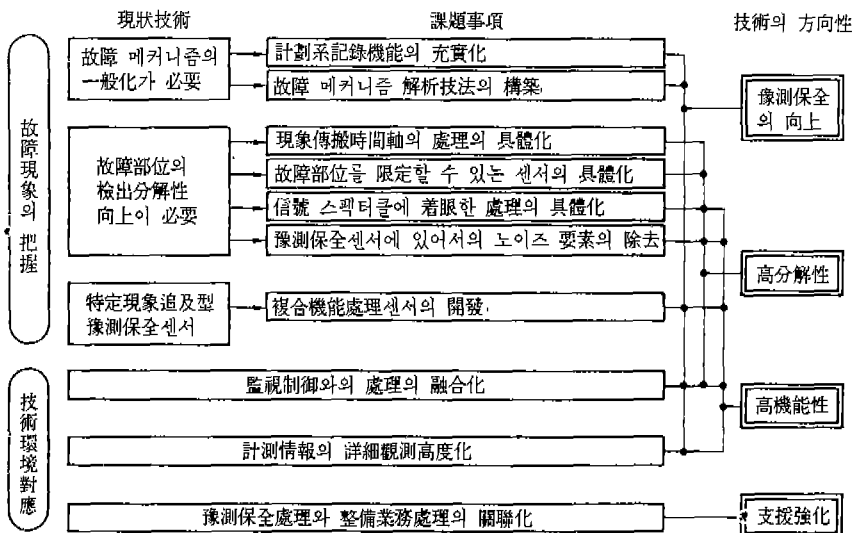 現狀技術
課題事項
技術의 方向性
故障現象의 把握
故障 메커니즘의
一般化가 必要
計劃系記錄機能의 充實化
故障 메커니즘 解析技法의 構築
豫測保全
의 向上
故障部位의
檢出分解性
向上이 必要
現象傳搬時間軸의 處理의 具體化
故障部位를 限定할 수 있는 센서의 具體化
信號 스펙터클에 着眼한 處理의 具體化
豫測保全센서에 있어서의 노이즈 要素의 除去
高分解性
特定現象追及型
豫測保全센서
複合機能處理센서의 開發
技術環境對應
監視制御와의 處理의 融合化
高機能性
計測情報의 詳細觀測高度化
豫測保全處理와 整備業務處理의 關聯化
支援強化